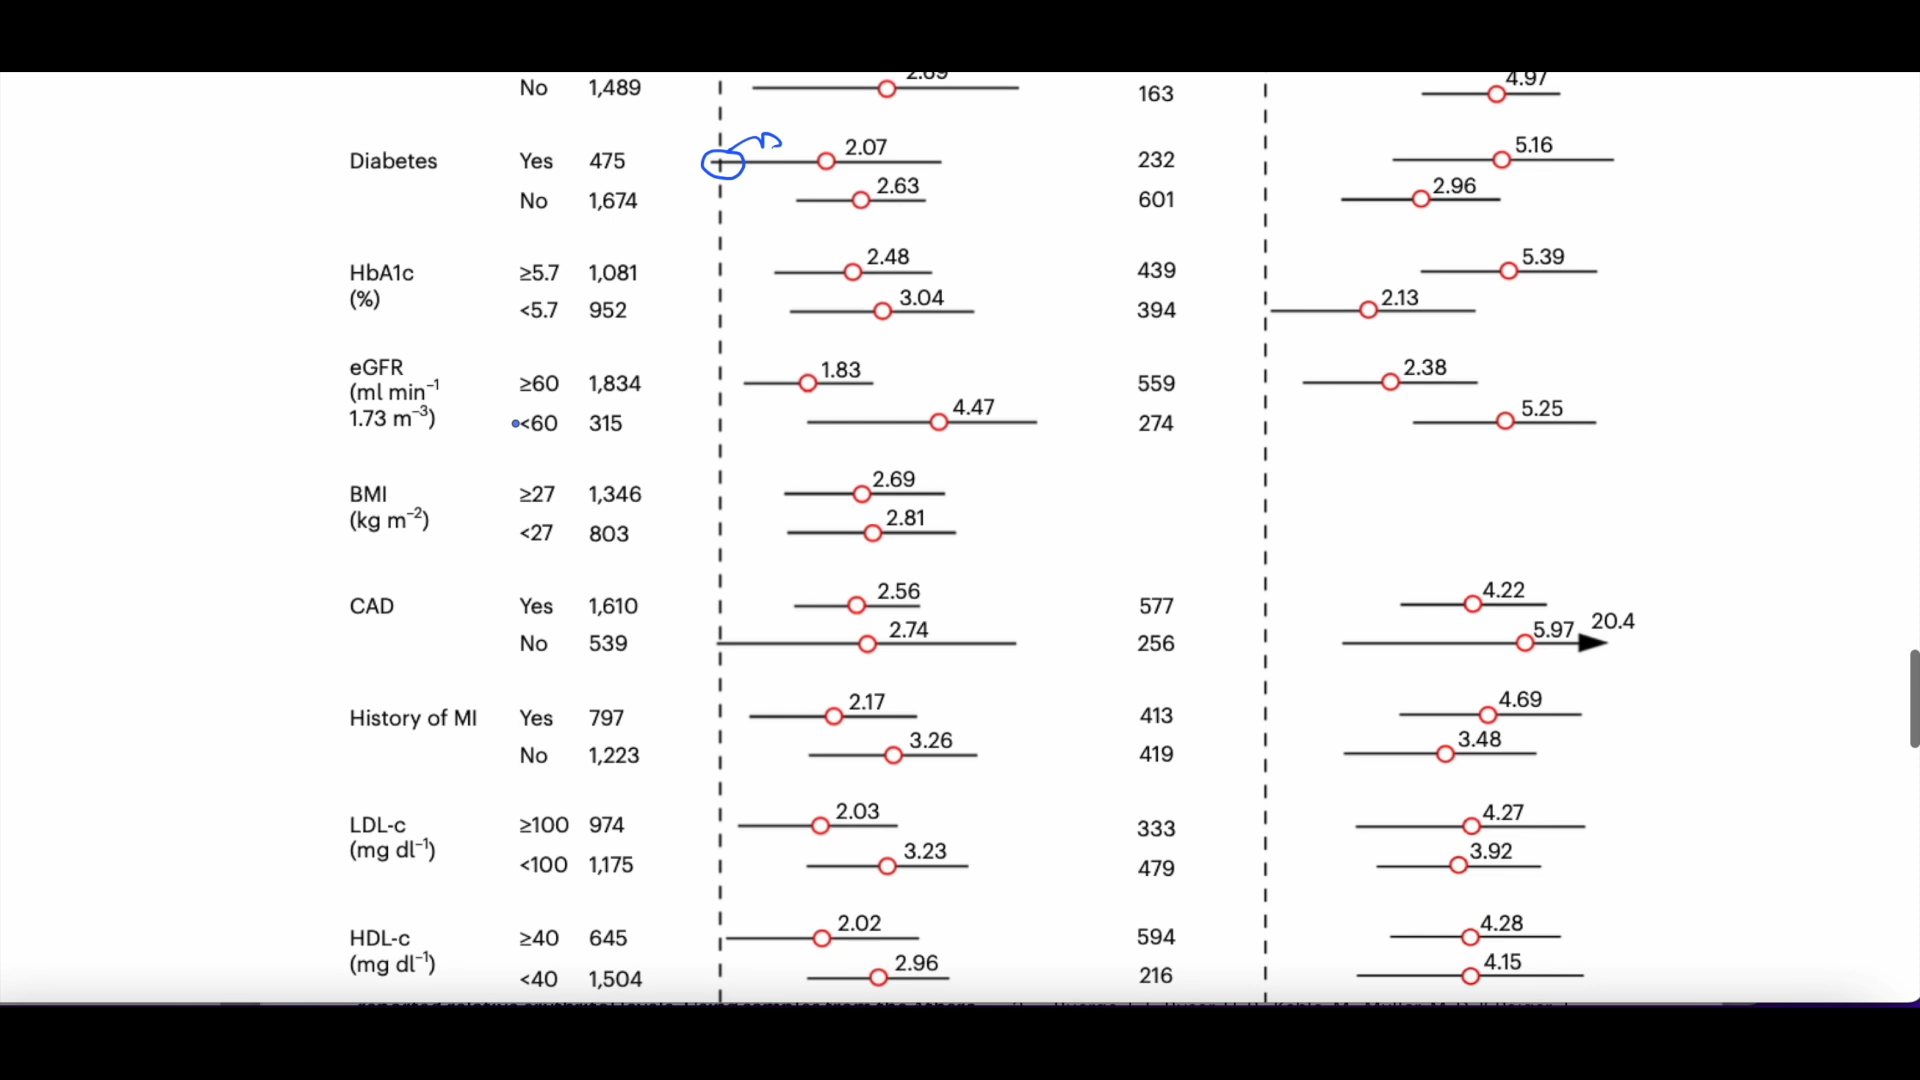 No 1,489 2.69 163 4.97
Diabetes Yes 475 2.07 232 5.16
No 1,674 2.63 601 2.96
HbA1c ≥5.7 1,081 2.48 439 5.39
(%)
<5.7 952 3.04 394 2.13
eGFR
(ml min⁻¹ ≥60 1,834 1.83 559 2.38
1.73 m⁻³) <60 315 4.47 274 5.25
BMI ≥27 1,346 2.69
(kg m⁻²)
<27 803 2.81
CAD Yes 1,610 2.56 577 4.22
No 539 2.74 256 5.97 20.4
History of MI Yes 797 2.17 413 4.69
No 1,223 3.26 419 3.48
LDL-c ≥100 974 2.03 333 4.27
(mg dl⁻¹)
<100 1,175 3.23 479 3.92
HDL-c ≥40 645 2.02 594 4.28
(mg dl⁻¹)
<40 1,504 2.96 216 4.15